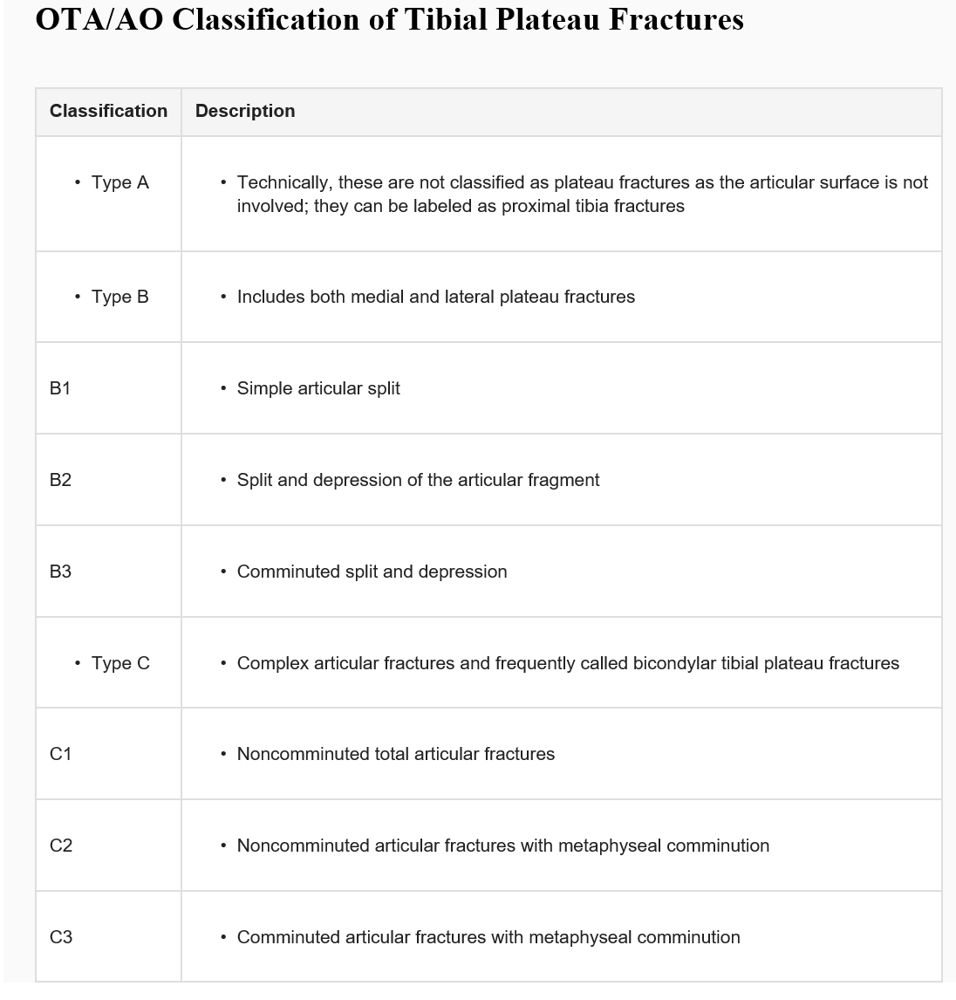 OTA/AO Classification of Tibial Plateau Fractures
Classification Description
• Type A • Technically, these are not classified as plateau fractures as the articular surface is not
involved; they can be labeled as proximal tibia fractures
• Type B • Includes both medial and lateral plateau fractures
B1 • Simple articular split
B2 • Split and depression of the articular fragment
B3 • Comminuted split and depression
• Type C • Complex articular fractures and frequently called bicondylar tibial plateau fractures
C1 • Noncomminuted total articular fractures
C2 • Noncomminuted articular fractures with metaphyseal comminution
C3 • Comminuted articular fractures with metaphyseal comminution